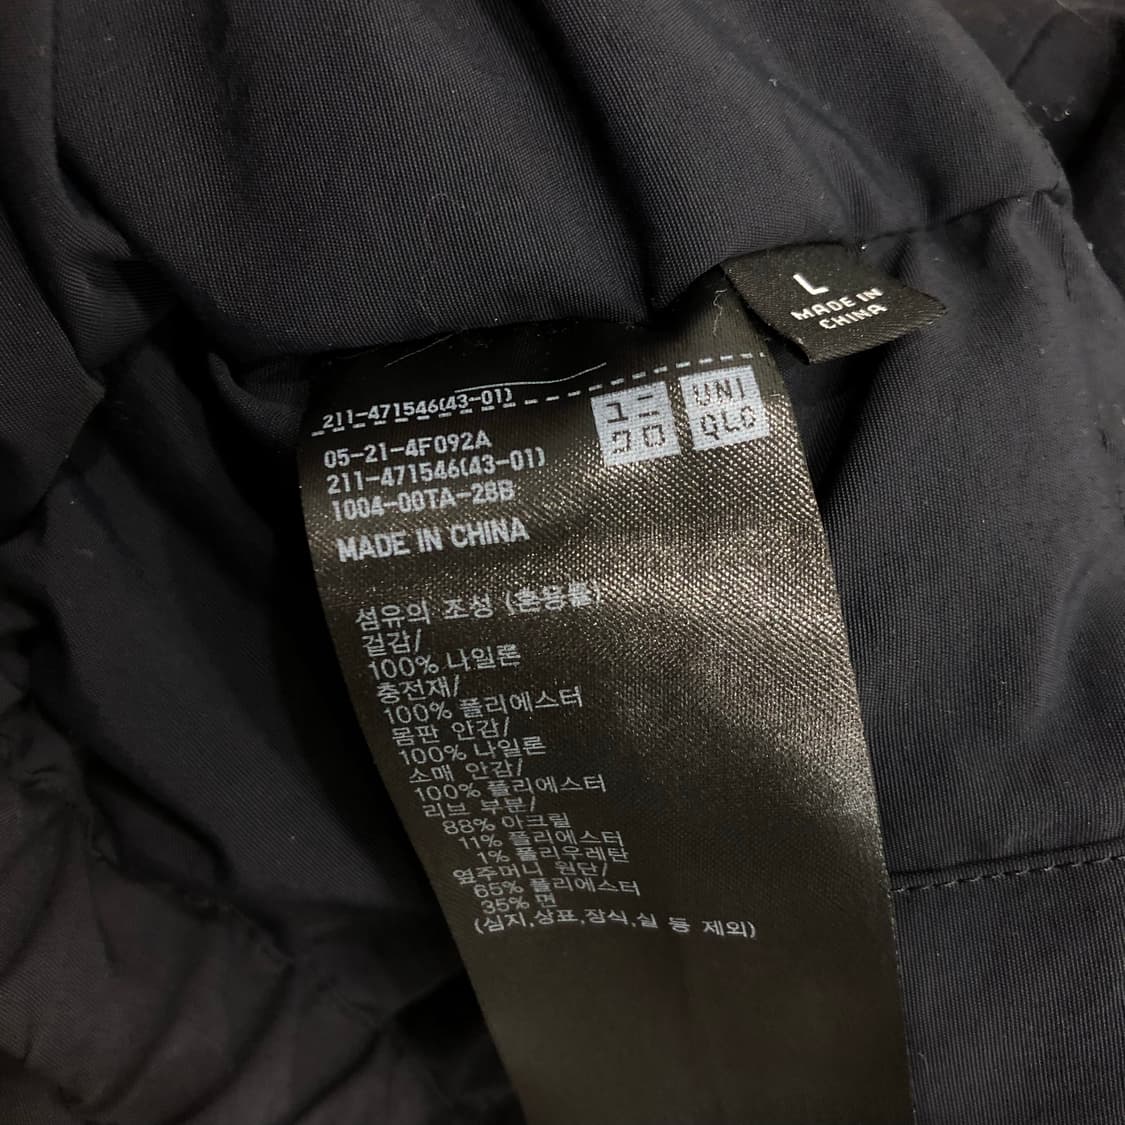 L
MADE IN
CHINA
211-471546(43-01)
UNI
QLO
05-21-4F092A
211-471546(43-01)
1004-00TA-28B
MADE IN CHINA
섬유의 조성 (혼용률)
겉감/
100% 나일론
충전재/
100% 폴리에스터
몸판 안감/
100% 나일론
소매 안감/
100% 폴리에스터
리브 부분/
88% 아크릴
11% 폴리에스터
1% 폴리우레탄
옆주머니 원단/
65% 폴리에스터
35% 면
(심지,상표,장식,실 등 제외)